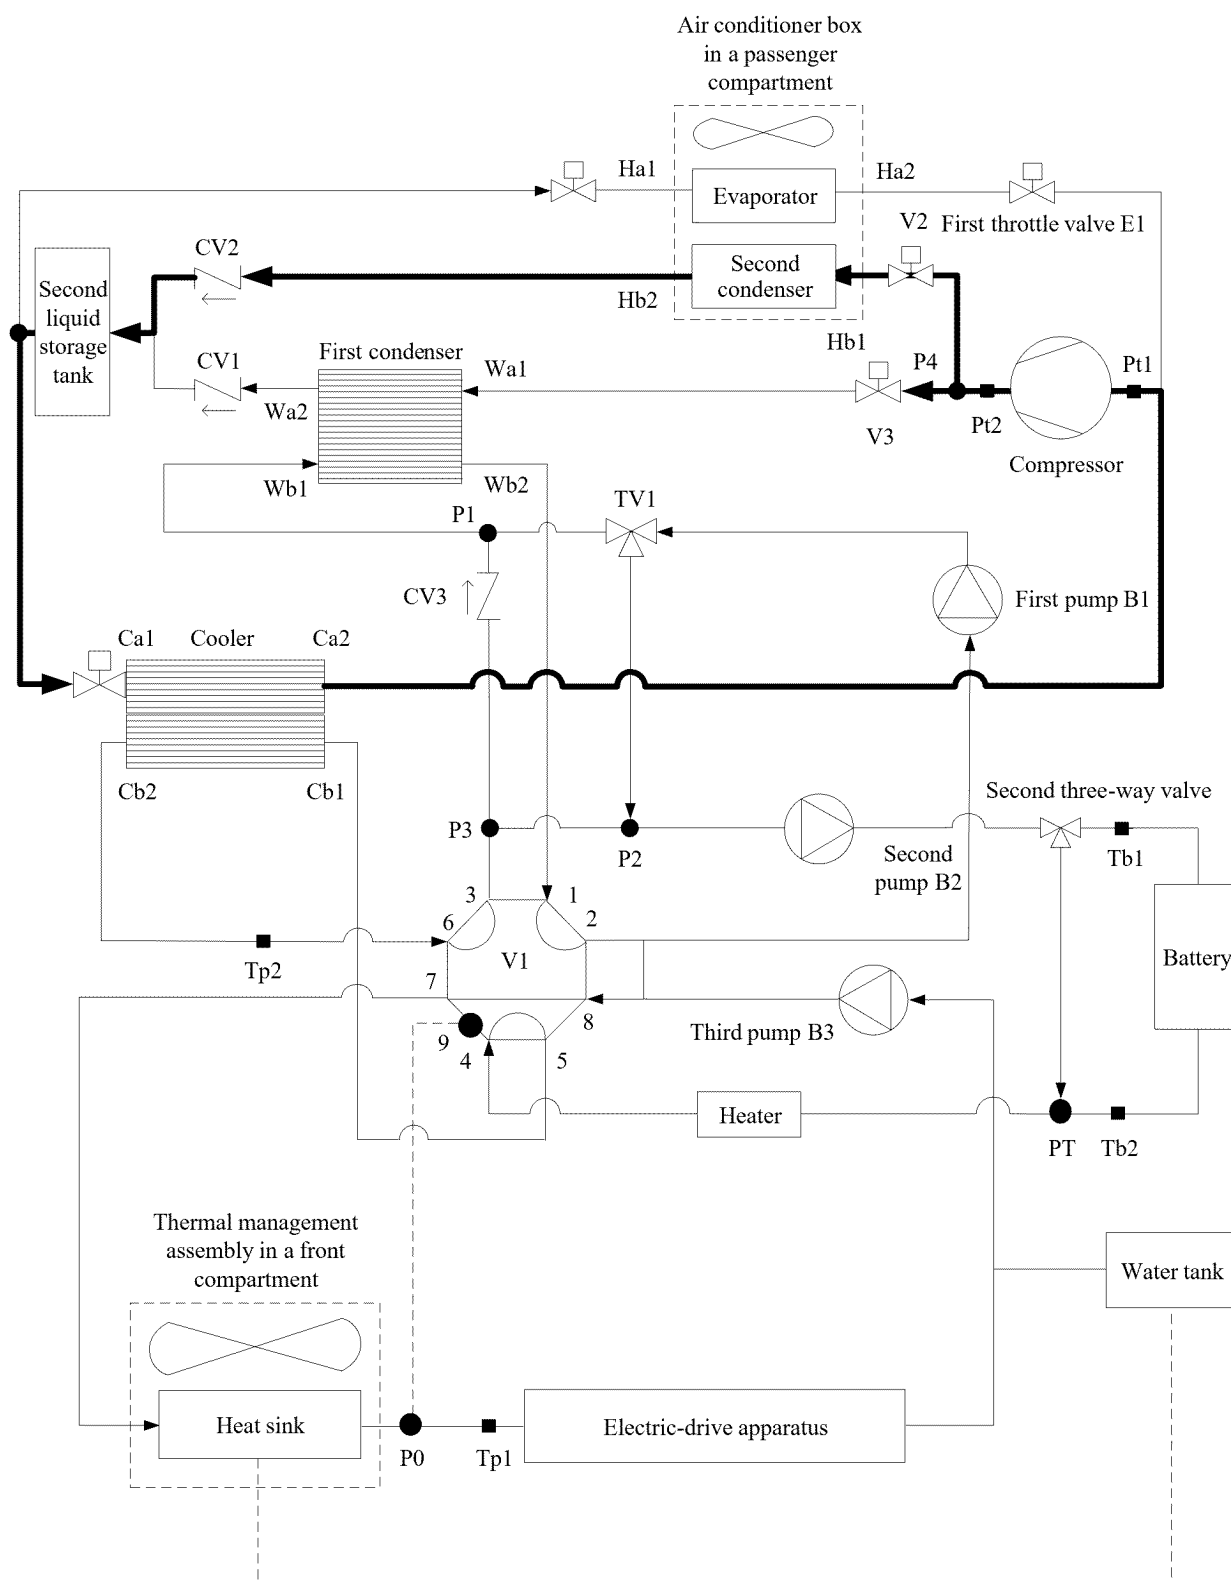 Air conditioner box
in a passenger
compartment
Ha1
Evaporator
Ha2
V2
First throttle valve E1
CV2
Second
condenser
Hb2
Second
liquid
storage
tank
Hb1
CV1
First condenser
Wa1
P4
Pt1
Wa2
V3
Pt2
Compressor
Wb1
Wb2
TV1
P1
CV3
First pump B1
Ca1
Cooler
Ca2
Cb2
Cb1
Second three-way valve
P3
P2
Second
pump B2
Tb1
3
1
6
2
V1
Battery
Tp2
7
8
Third pump B3
9
4
5
Heater
PT
Tb2
Thermal management
assembly in a front
compartment
Water tank
Heat sink
Electric-drive apparatus
P0
Tp1